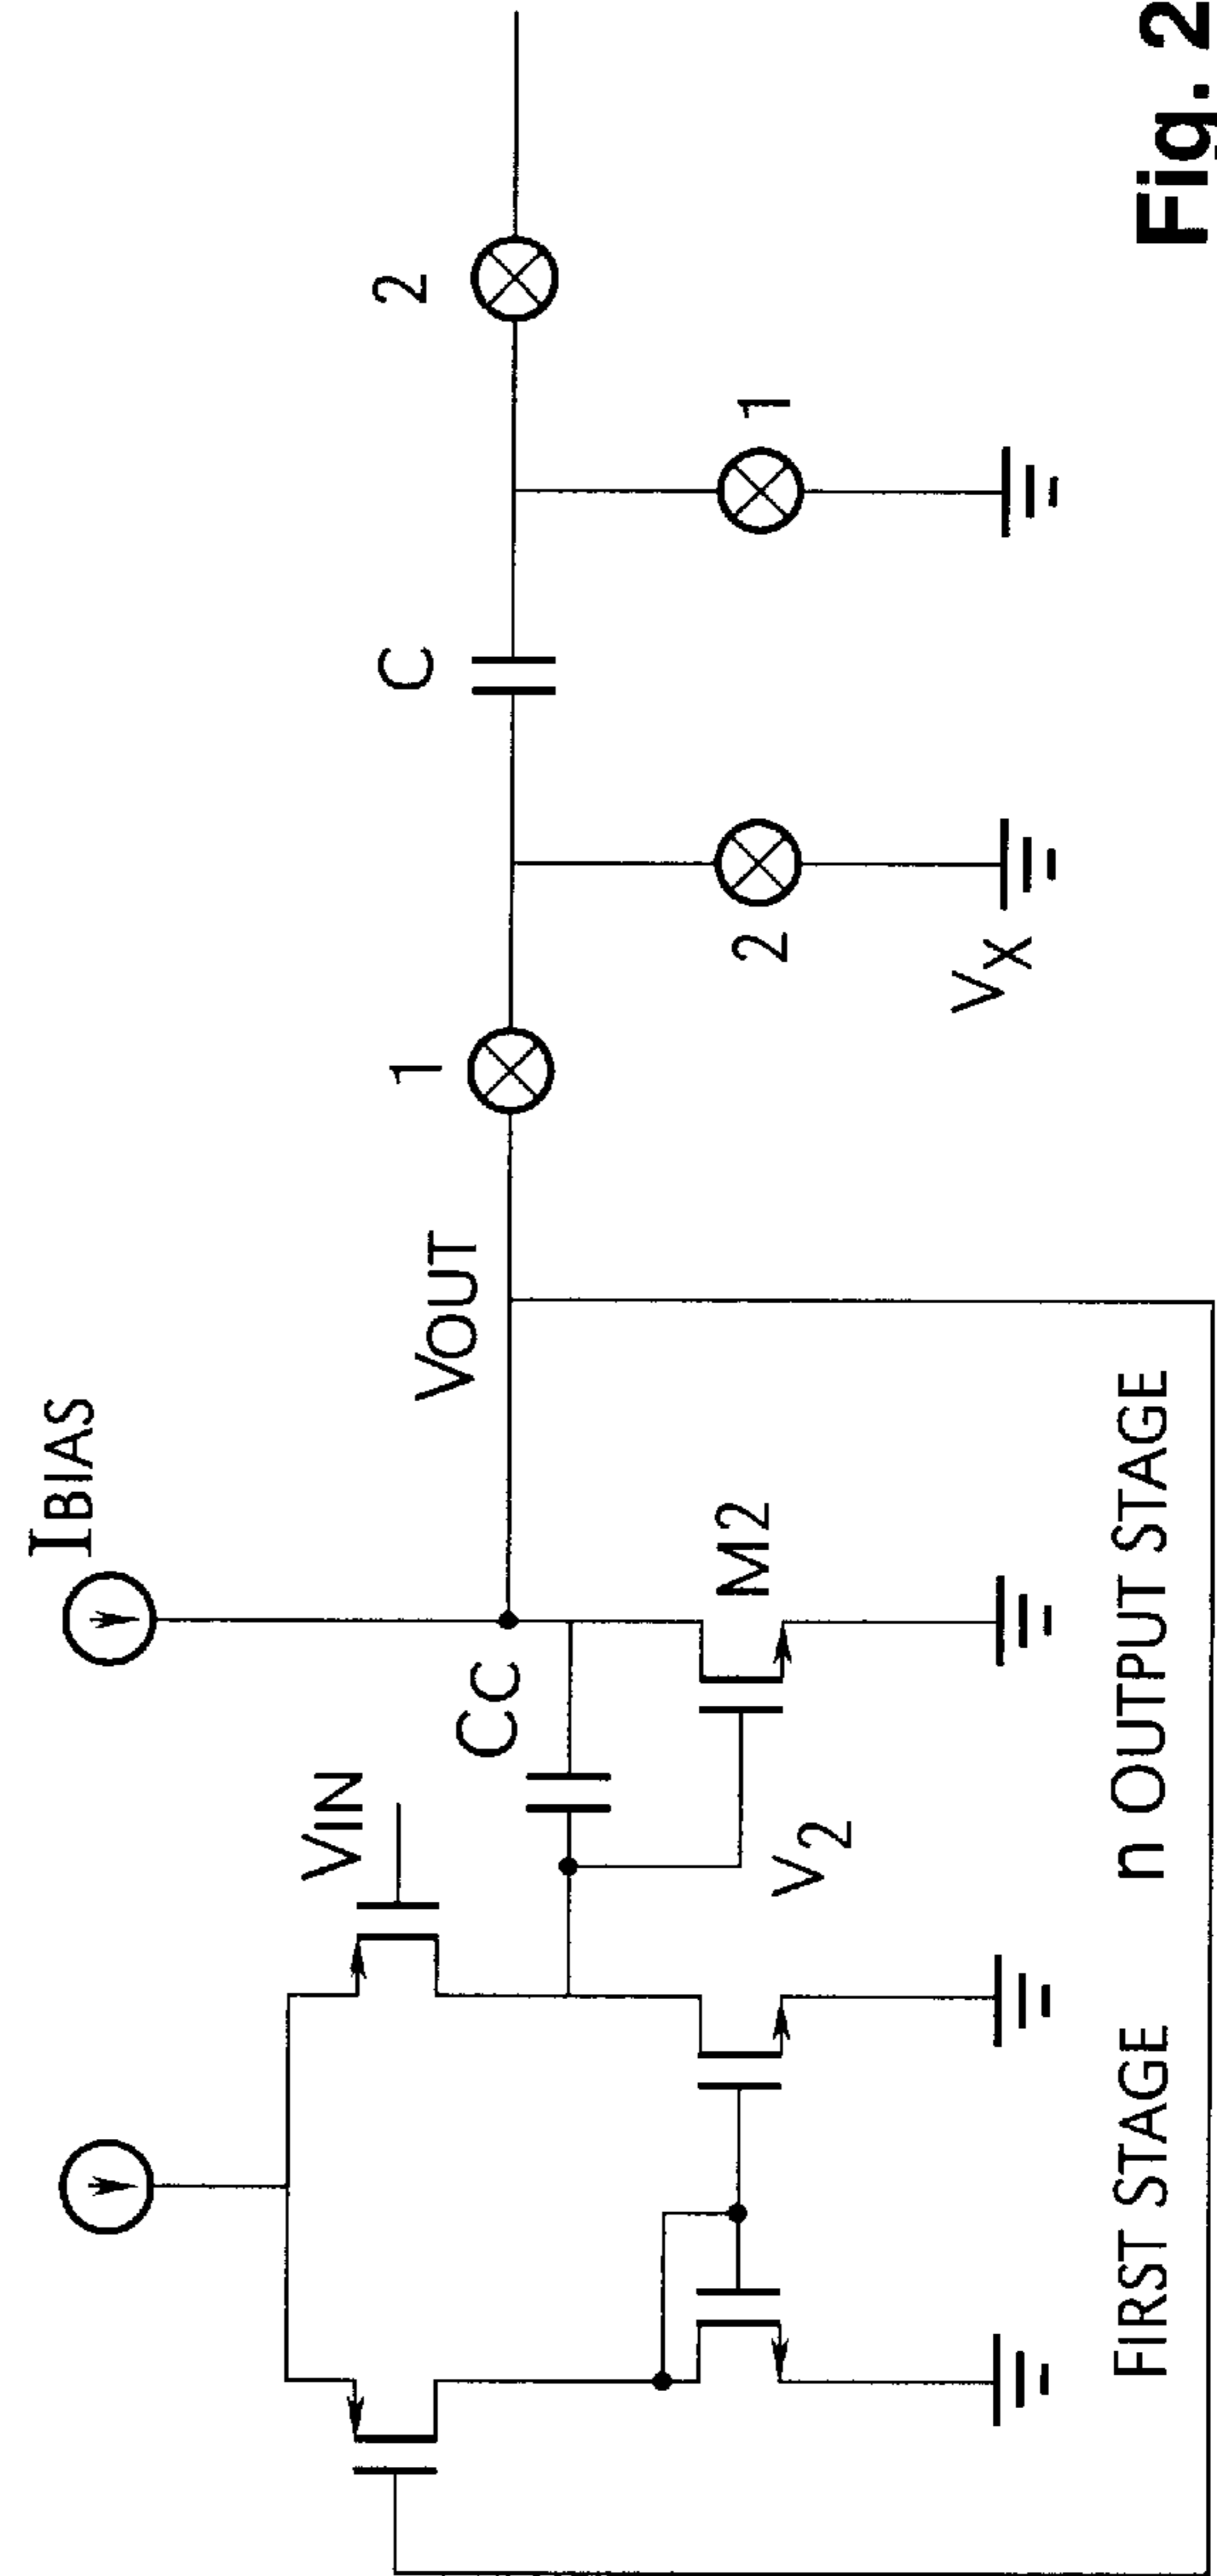 IBIAS
VIN
CC
VOUT
1
C
2
M2
V2
2
1
VX
FIRST STAGE
n OUTPUT STAGE
Fig. 2